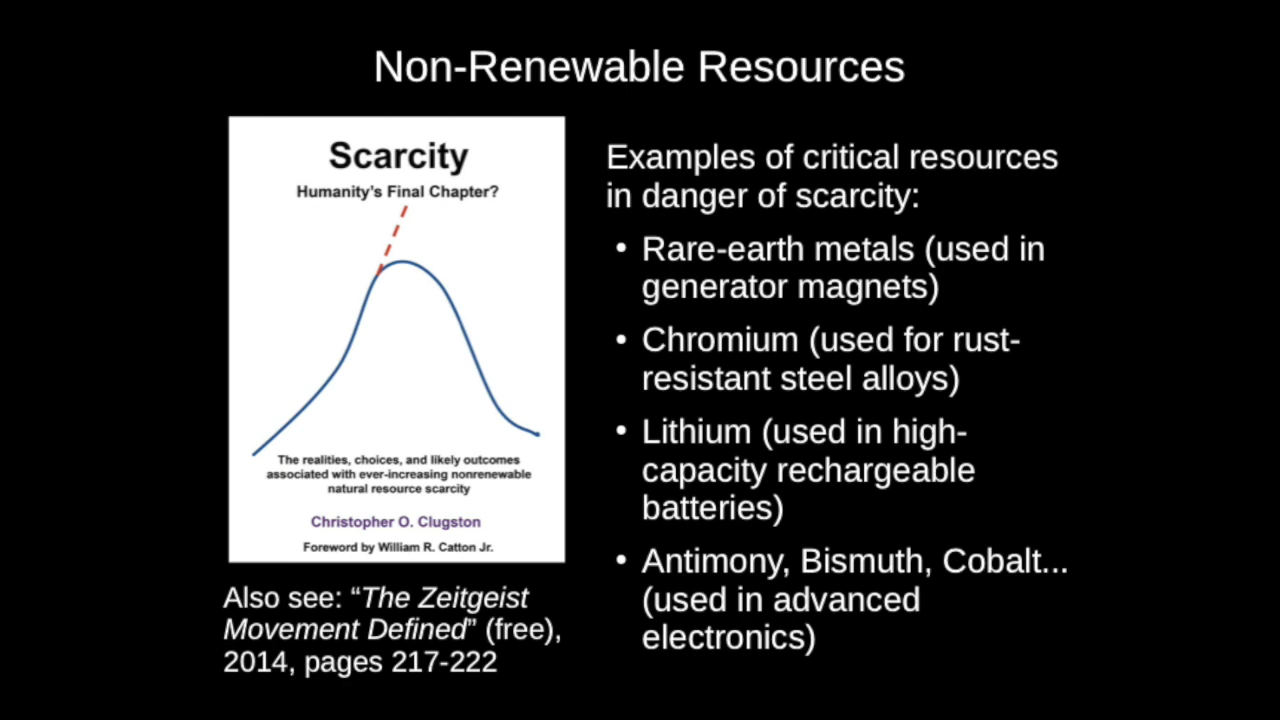 Non-Renewable Resources
Scarcity
Humanity's Final Chapter?
The realities, choices, and likely outcomes
associated with ever-increasing nonrenewable
natural resource scarcity
Christopher O. Clugston
Foreword by William R. Catton Jr.
Also see: “The Zeitgeist
Movement Defined” (free),
2014, pages 217-222
Examples of critical resources
in danger of scarcity:
• Rare-earth metals (used in
generator magnets)
• Chromium (used for rust-
resistant steel alloys)
• Lithium (used in high-
capacity rechargeable
batteries)
• Antimony, Bismuth, Cobalt...
(used in advanced
electronics)